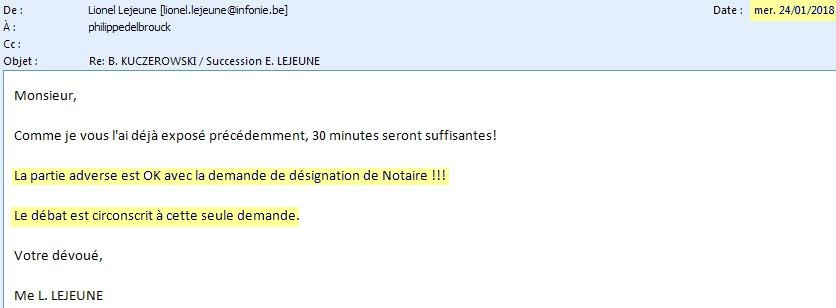 De : Lionel Lejeune [lionel.lejeune@infonie.be] Date : mer. 24/01/2018
À : philippedelbrouck
Cc :
Objet : Re: B. KUCZEROWSKI / Succession E. LEJEUNE
Monsieur,
Comme je vous l'ai déjà exposé précédemment, 30 minutes seront suffisantes!
La partie adverse est OK avec la demande de désignation de Notaire !!!
Le débat est circonscrit à cette seule demande.
Votre dévoué,
Me L. LEJEUNE